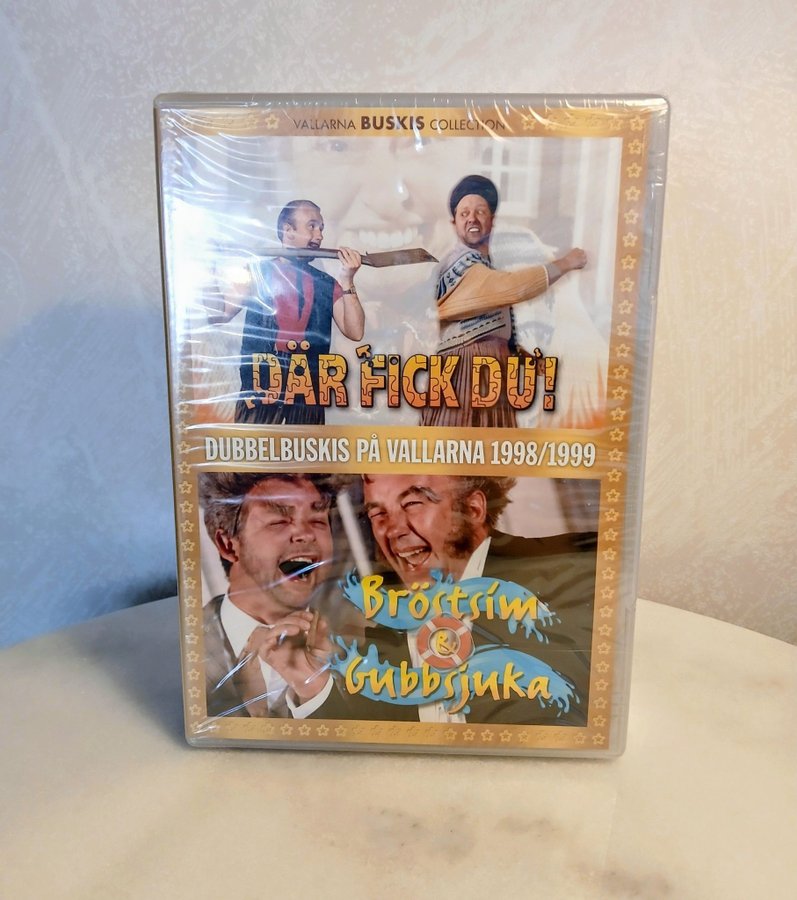 VALLARNA BUSKIS COLLECTION
DÄR FICK DU!
DUBBELBUSKIS PÅ VALLARNA 1998/1999
Bröstsim
&
Gubbsjuka